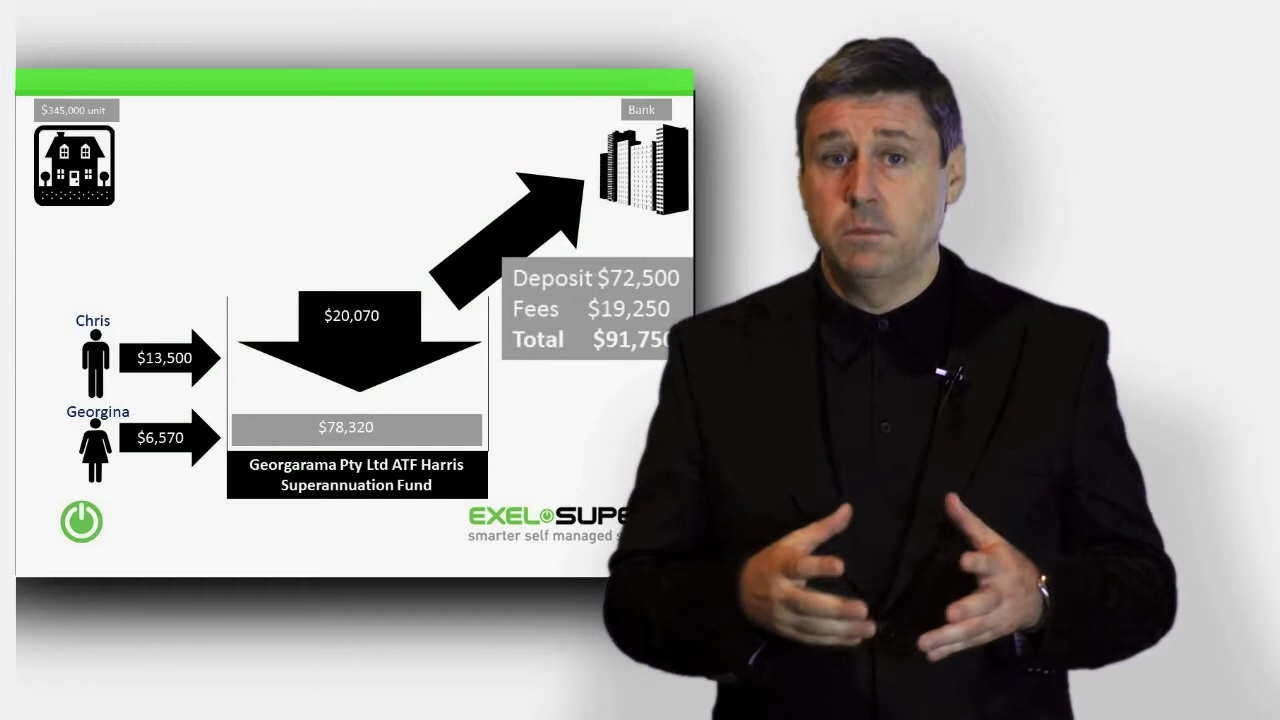 $345,000 unit
Bank
Deposit $72,500
Fees $19,250
Total
$20,070
Chris
$13,500
Georgina
$6,570
$78,320
Georgarama Pty Ltd ATF Harris
Superannuation Fund
smarter self managed